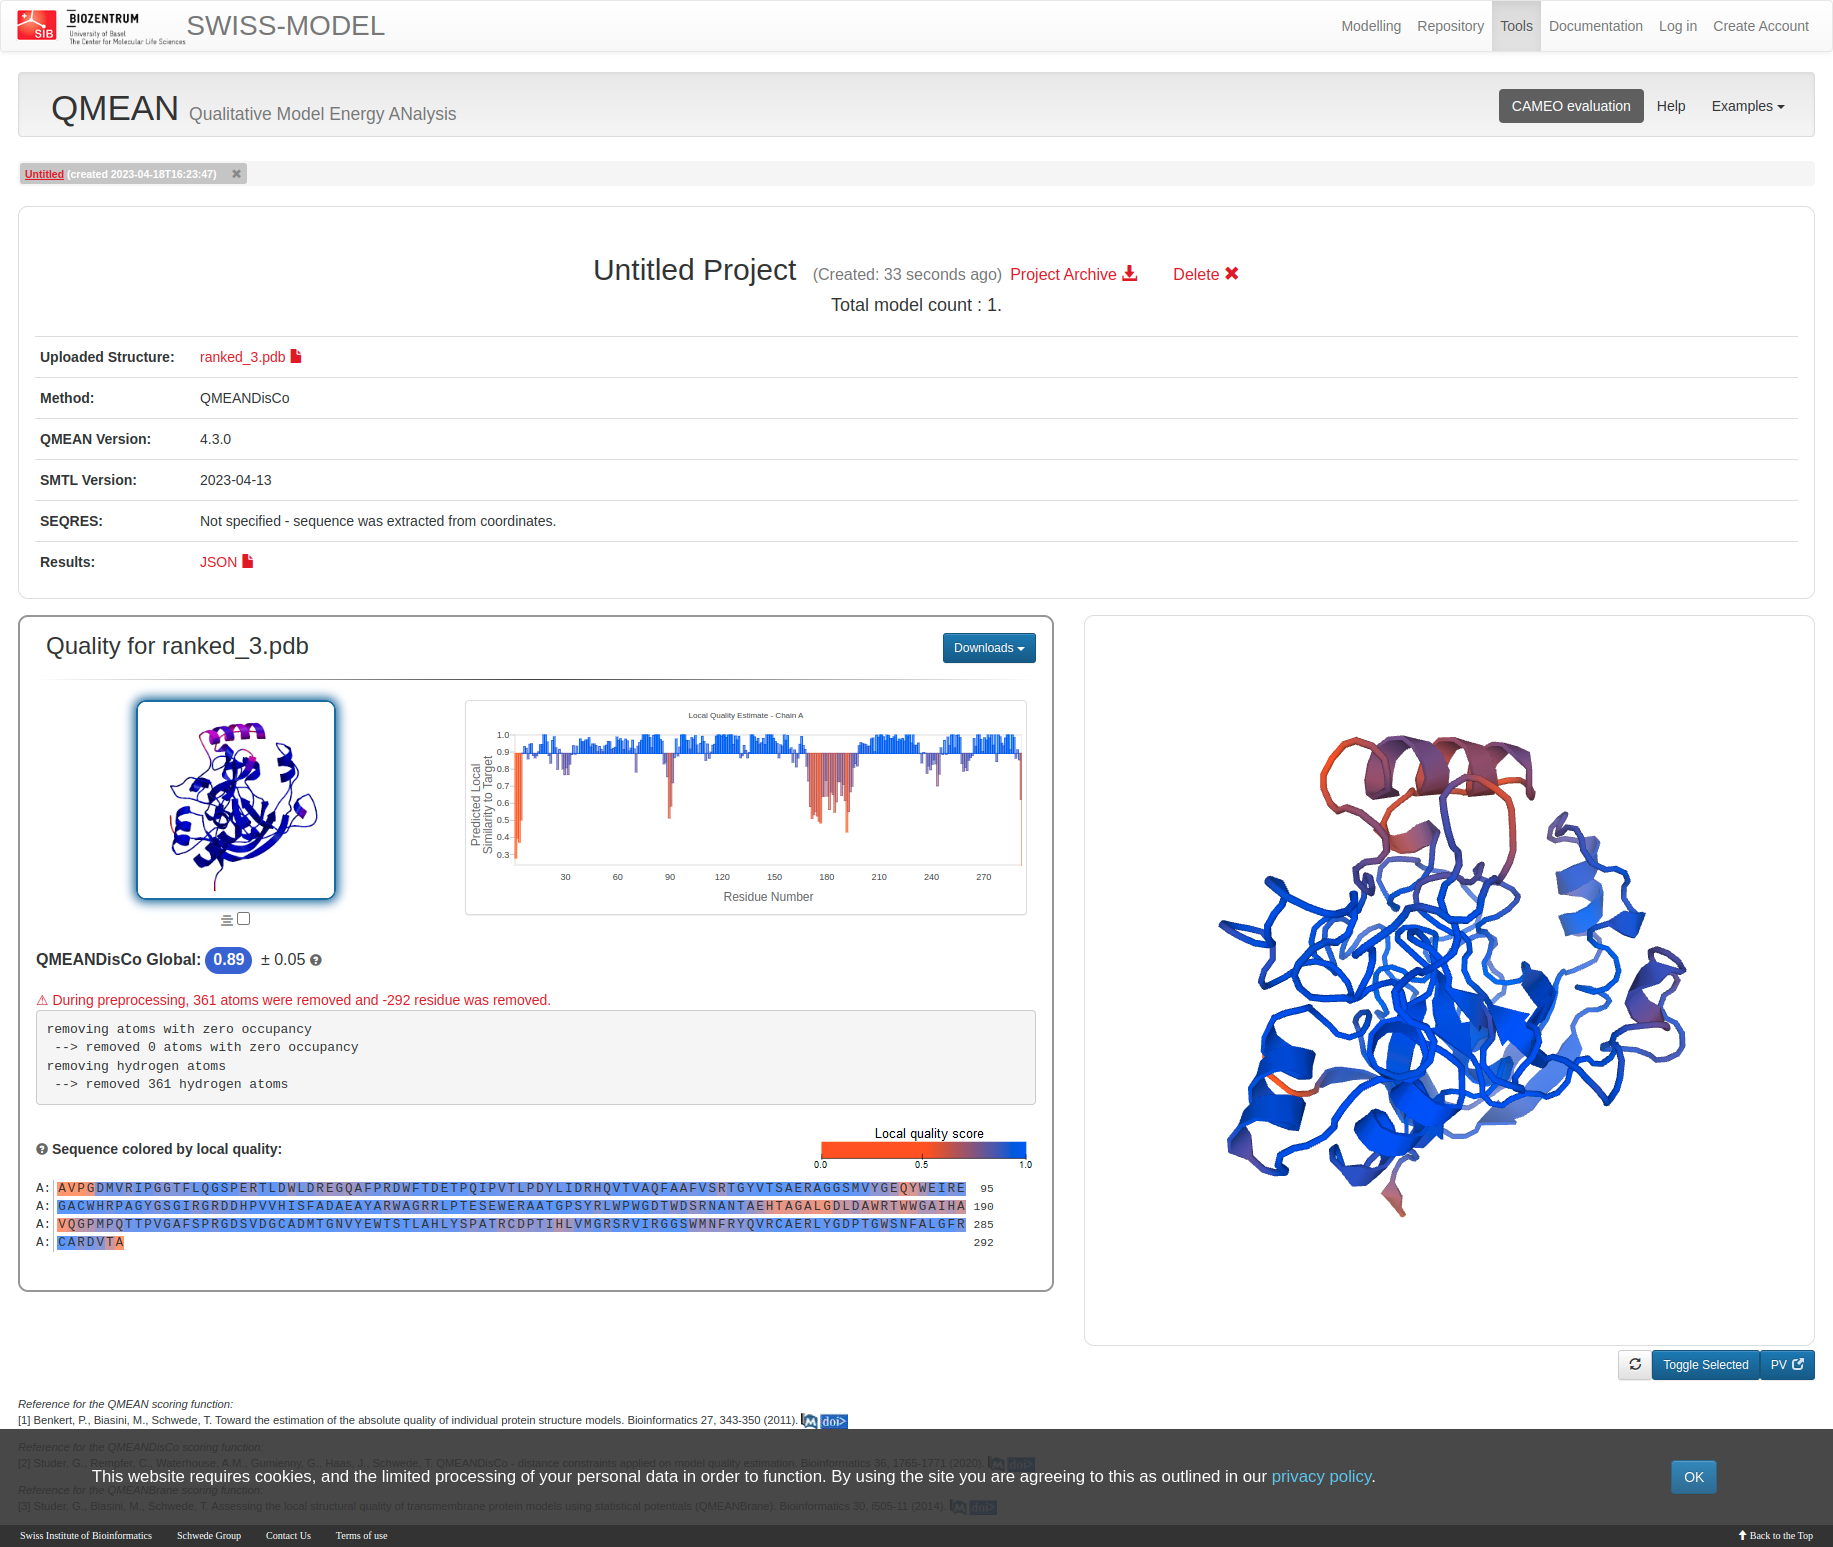 SIB
BIOZENTRUM
University of Basel
The Center for Molecular Life Sciences
SWISS-MODEL
Modelling Repository Tools Documentation Log in Create Account
QMEAN Qualitative Model Energy ANalysis
CAMEO evaluation Help Examples
Untitled (created 2023-04-18T16:23:47)
Untitled Project (Created: 33 seconds ago) Project Archive Delete
Total model count : 1.
Uploaded Structure: ranked_3.pdb
Method: QMEANDisCo
QMEAN Version: 4.3.0
SMTL Version: 2023-04-13
SEQRES: Not specified - sequence was extracted from coordinates.
Results: JSON
Quality for ranked_3.pdb
Downloads
Local Quality Estimate - Chain A
Predicted Local
Similarity to Target
1.0
0.9
0.8
0.7
0.6
0.5
0.4
0.3
30 60 90 120 150 180 210 240 270
Residue Number
QMEANDisCo Global: 0.89 ± 0.05
⚠ During preprocessing, 361 atoms were removed and -292 residue was removed.
removing atoms with zero occupancy
--> removed 0 atoms with zero occupancy
removing hydrogen atoms
--> removed 361 hydrogen atoms
Sequence colored by local quality:
Local quality score
0.0 0.5 1.0
A: AVPGDMVRIPGGTFLQGSPERTLDWLDREGQAFPRDWFTDETPQIPVTLPDYLIDRHQVTVAQFAAFVSRTGYVTSAERAGGSMVYGEQYWEIRE 95
A: GACWHRPAGYGSGIRGRDDHPVVHISFADAEAYARWAGRRLPTESEWERAATGPSYRLWPWGDTWDSRNANTAEHTAGALGDLDAWRTWWGAIHA 190
A: VQGPMPQTTPVGAFSPRGDSVDGCADMTGNVYEWTSTLAHLYSPATRCDPTIHLVMGRSRVIRGGSWMNFRYQVRCAERLYGDPTGWSNFALGFR 285
A: CARDVTA 292
Toggle Selected PV
Reference for the QMEAN scoring function:
[1] Benkert, P., Biasini, M., Schwede, T. Toward the estimation of the absolute quality of individual protein structure models. Bioinformatics 27, 343-350 (2011). doi>
Reference for the QMEANDisCo scoring function:
[2] Studer, G., Rempfer, C., Waterhouse, A.M., Gumienny, G., Haas, J., Schwede, T. QMEANDisCo - distance constraints applied on model quality estimation. Bioinformatics 36, 1765-1771 (2020). doi>
This website requires cookies, and the limited processing of your personal data in order to function. By using the site you are agreeing to this as outlined in our privacy policy.
OK
Reference for the QMEANBrane scoring function:
[3] Studer, G., Biasini, M., Schwede, T. Assessing the local structural quality of transmembrane protein models using statistical potentials (QMEANBrane). Bioinformatics 30, i505-11 (2014). doi>
Swiss Institute of Bioinformatics Schwede Group Contact Us Terms of use
Back to the Top